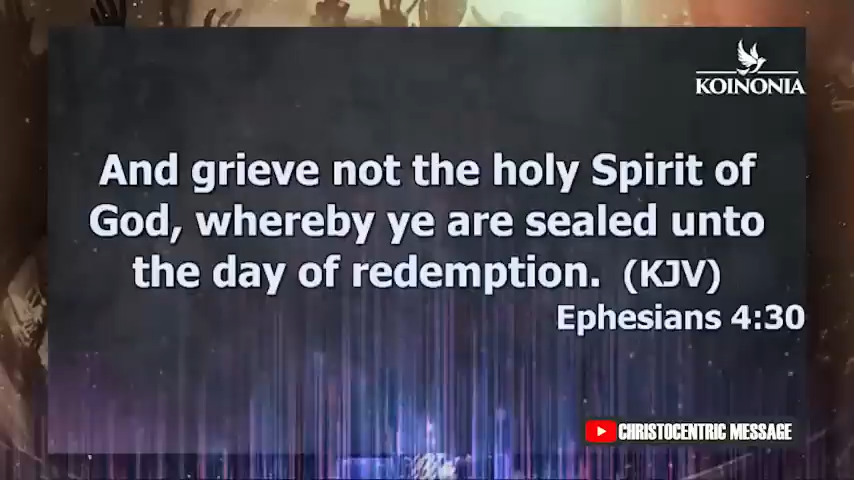 KOINONIA
And grieve not the holy Spirit of
God, whereby ye are sealed unto
the day of redemption. (KJV)
Ephesians 4:30
CHRISTOCENTRIC MESSAGE